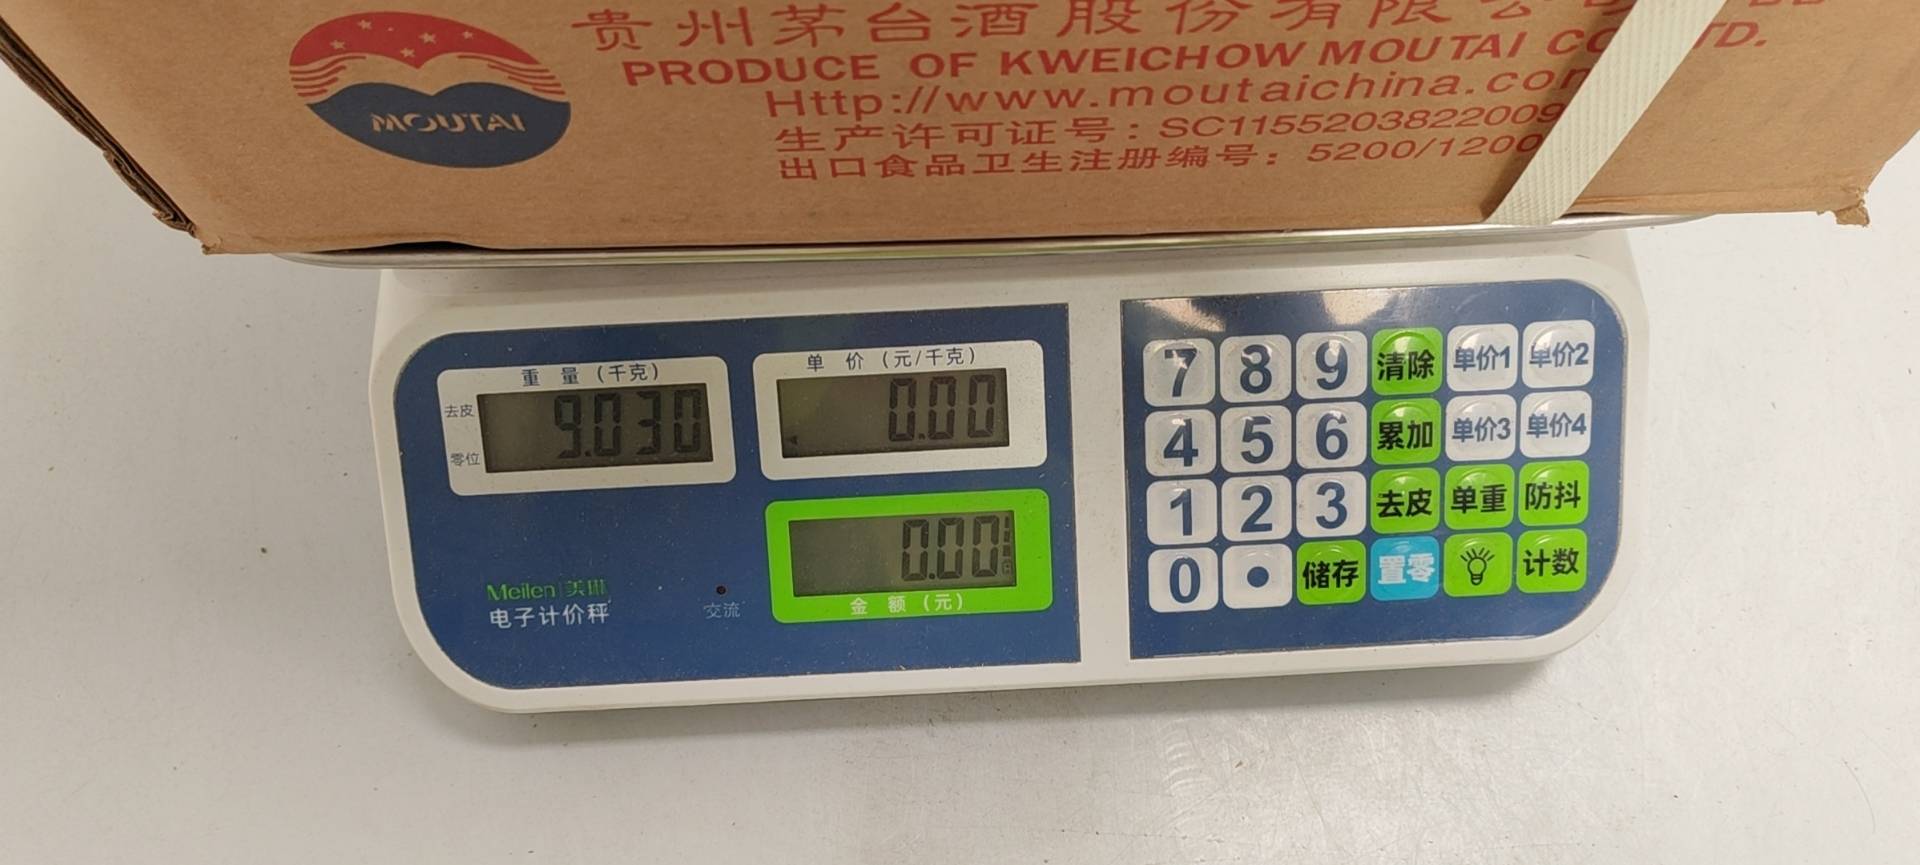 MOUTAI
贵州茅台酒股份有限
PRODUCE OF KWEICHOW MOUTAI CO TD.
Http://www.moutaichina.com
生产许可证号：SC1155203822009
出口食品卫生注册编号：5200/1200
重 量 (千克)
去皮
9.030
零位
单 价 (元/千克)
0.00
0.00
金 额 (元)
Meilen 美琳
电子计价秤
交流
7 8 9 清除 单价1 单价2
4 5 6 累加 单价3 单价4
1 2 3 去皮 单重 防抖
0 • 储存 置零 计数